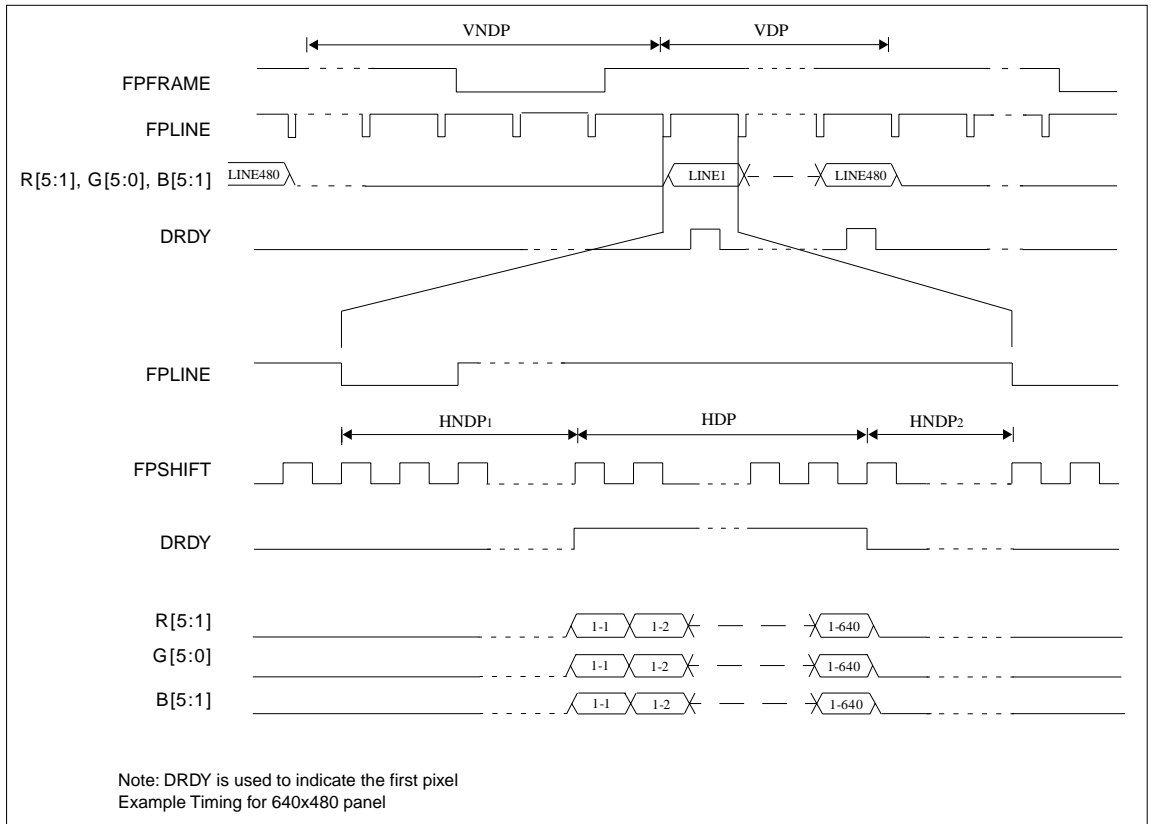 VNDP VDP
FPFRAME
FPLINE
R[5:1], G[5:0], B[5:1] LINE480 LINE1 LINE480
DRDY
FPLINE
HNDP1 HDP HNDP2
FPSHIFT
DRDY
R[5:1] 1-1 1-2 1-640
G[5:0] 1-1 1-2 1-640
B[5:1] 1-1 1-2 1-640
Note: DRDY is used to indicate the first pixel
Example Timing for 640x480 panel